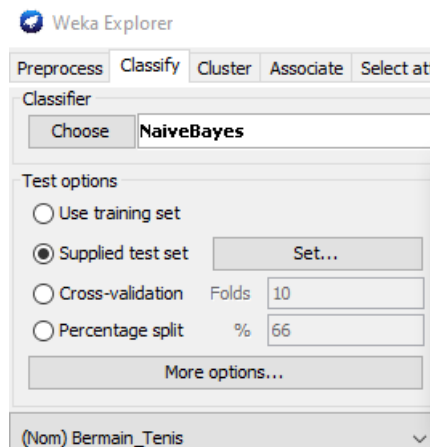 Weka Explorer
Preprocess Classify Cluster Associate Select at
Classifier
Choose NaiveBayes
Test options
Use training set
Supplied test set Set...
Cross-validation Folds 10
Percentage split % 66
More options...
(Nom) Bermain_Tenis